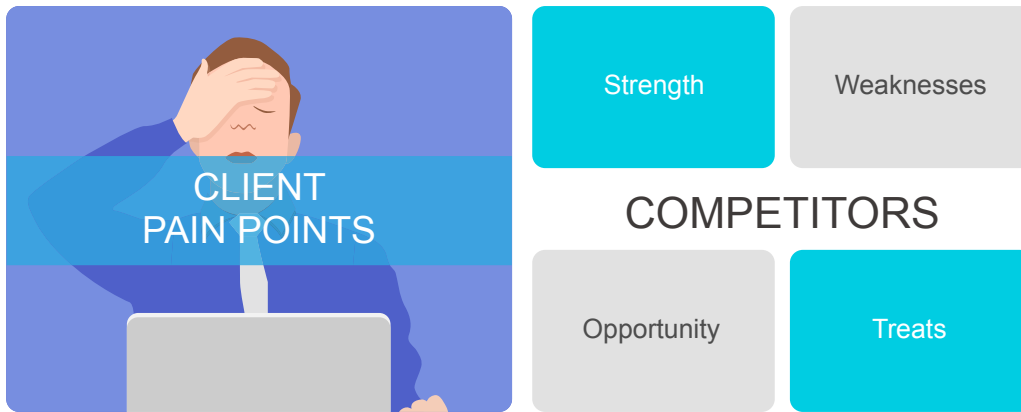 CLIENT
PAIN POINTS
Strength
Weaknesses
COMPETITORS
Opportunity
Treats